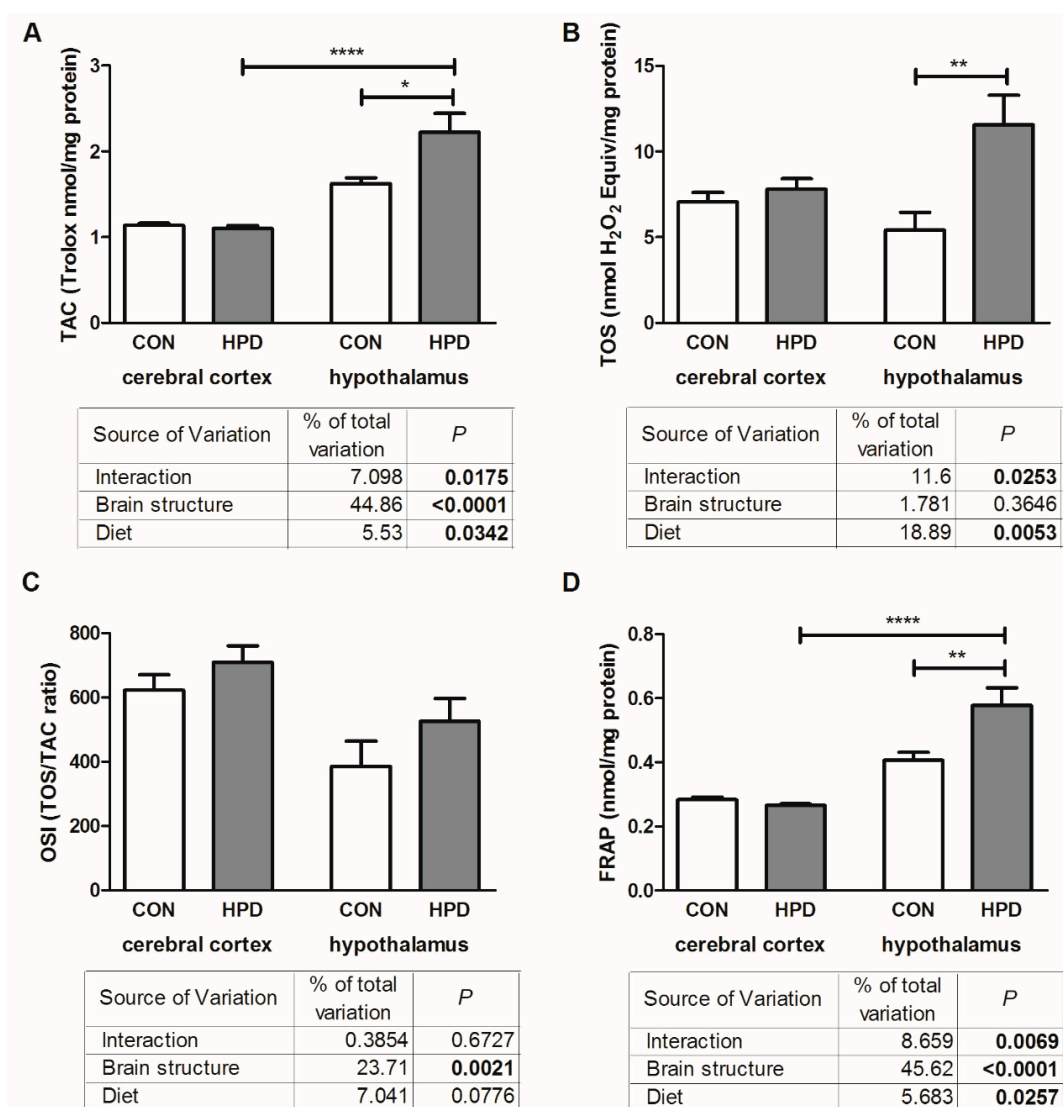 A
TAC (Trolox nmol/mg protein)
3
2
1
0
****
*
CON HPD CON HPD
cerebral cortex hypothalamus
Source of Variation % of total variation P
Interaction 7.098 0.0175
Brain structure 44.86 <0.0001
Diet 5.53 0.0342
B
TOS (nmol H₂O₂ Equiv/mg protein)
15
10
5
0
**
CON HPD CON HPD
cerebral cortex hypothalamus
Source of Variation % of total variation P
Interaction 11.6 0.0253
Brain structure 1.781 0.3646
Diet 18.89 0.0053
C
OSI (TOS/TAC ratio)
800
600
400
200
0
CON HPD CON HPD
cerebral cortex hypothalamus
Source of Variation % of total variation P
Interaction 0.3854 0.6727
Brain structure 23.71 0.0021
Diet 7.041 0.0776
D
FRAP (nmol/mg protein)
0.8
0.6
0.4
0.2
0.0
****
**
CON HPD CON HPD
cerebral cortex hypothalamus
Source of Variation % of total variation P
Interaction 8.659 0.0069
Brain structure 45.62 <0.0001
Diet 5.683 0.0257